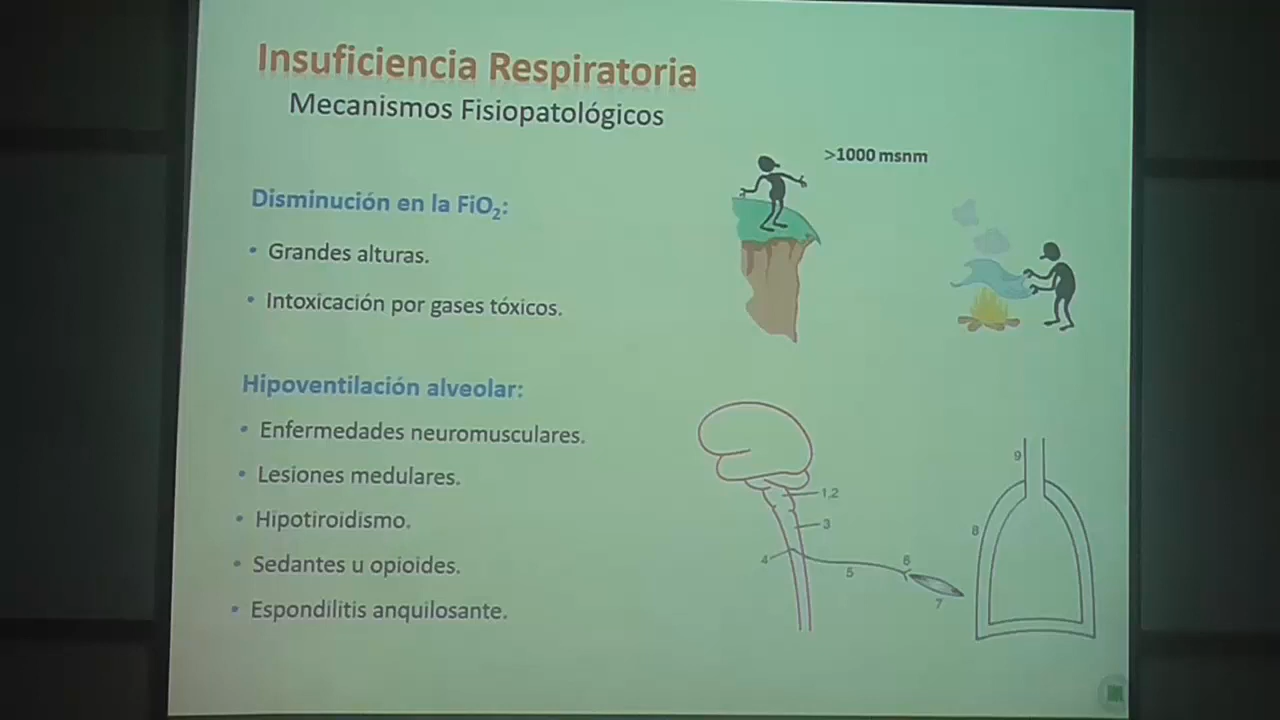 Insuficiencia Respiratoria
Mecanismos Fisiopatológicos
>1000 msnm
Disminución en la FiO₂:
• Grandes alturas.
• Intoxicación por gases tóxicos.
Hipoventilación alveolar:
• Enfermedades neuromusculares.
• Lesiones medulares.
• Hipotiroidismo.
• Sedantes u opioides.
• Espondilitis anquilosante.
1,2
3
4
5
6
7
8
9